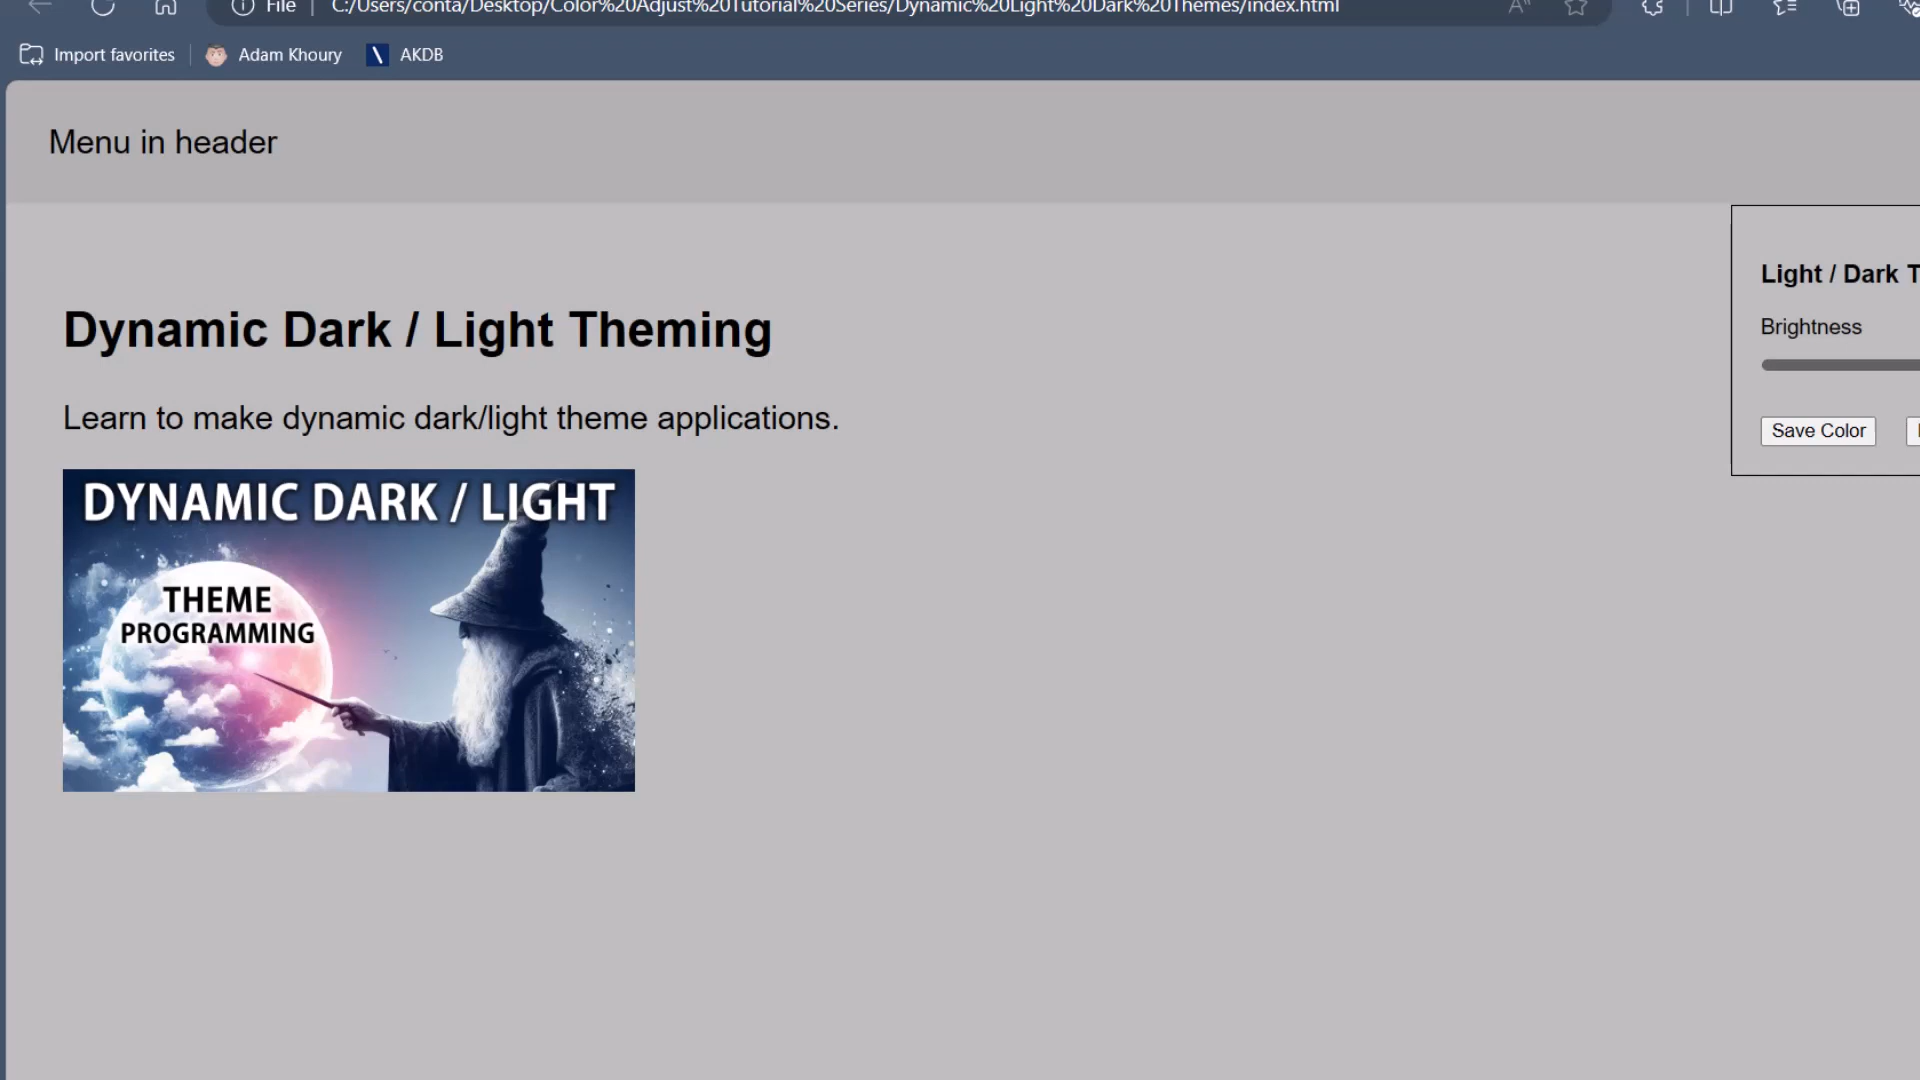 File
C:/Users/conta/Desktop/Color%20Adjust%20Tutorial%20Series/Dynamic%20Light%20Dark%20Themes/index.html
Import favorites
Adam Khoury
AKDB
Menu in header
Light / Dark T
Dynamic Dark / Light Theming
Brightness
Learn to make dynamic dark/light theme applications.
Save Color
DYNAMIC DARK / LIGHT
THEME
PROGRAMMING